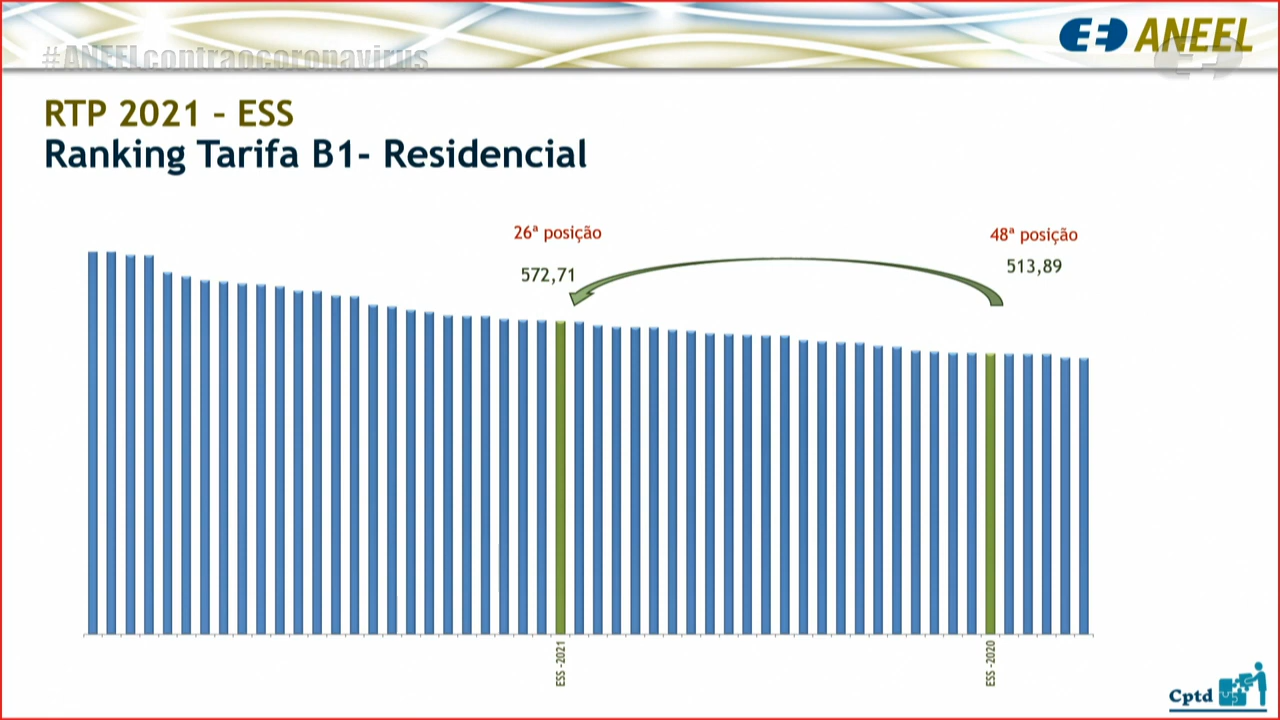 #ANEELcontraocoronavirus
ANEEL
RTP 2021 – ESS
Ranking Tarifa B1- Residencial
26ª posição
48ª posição
572,71
513,89
ESS -2021
ESS -2020
Cptd